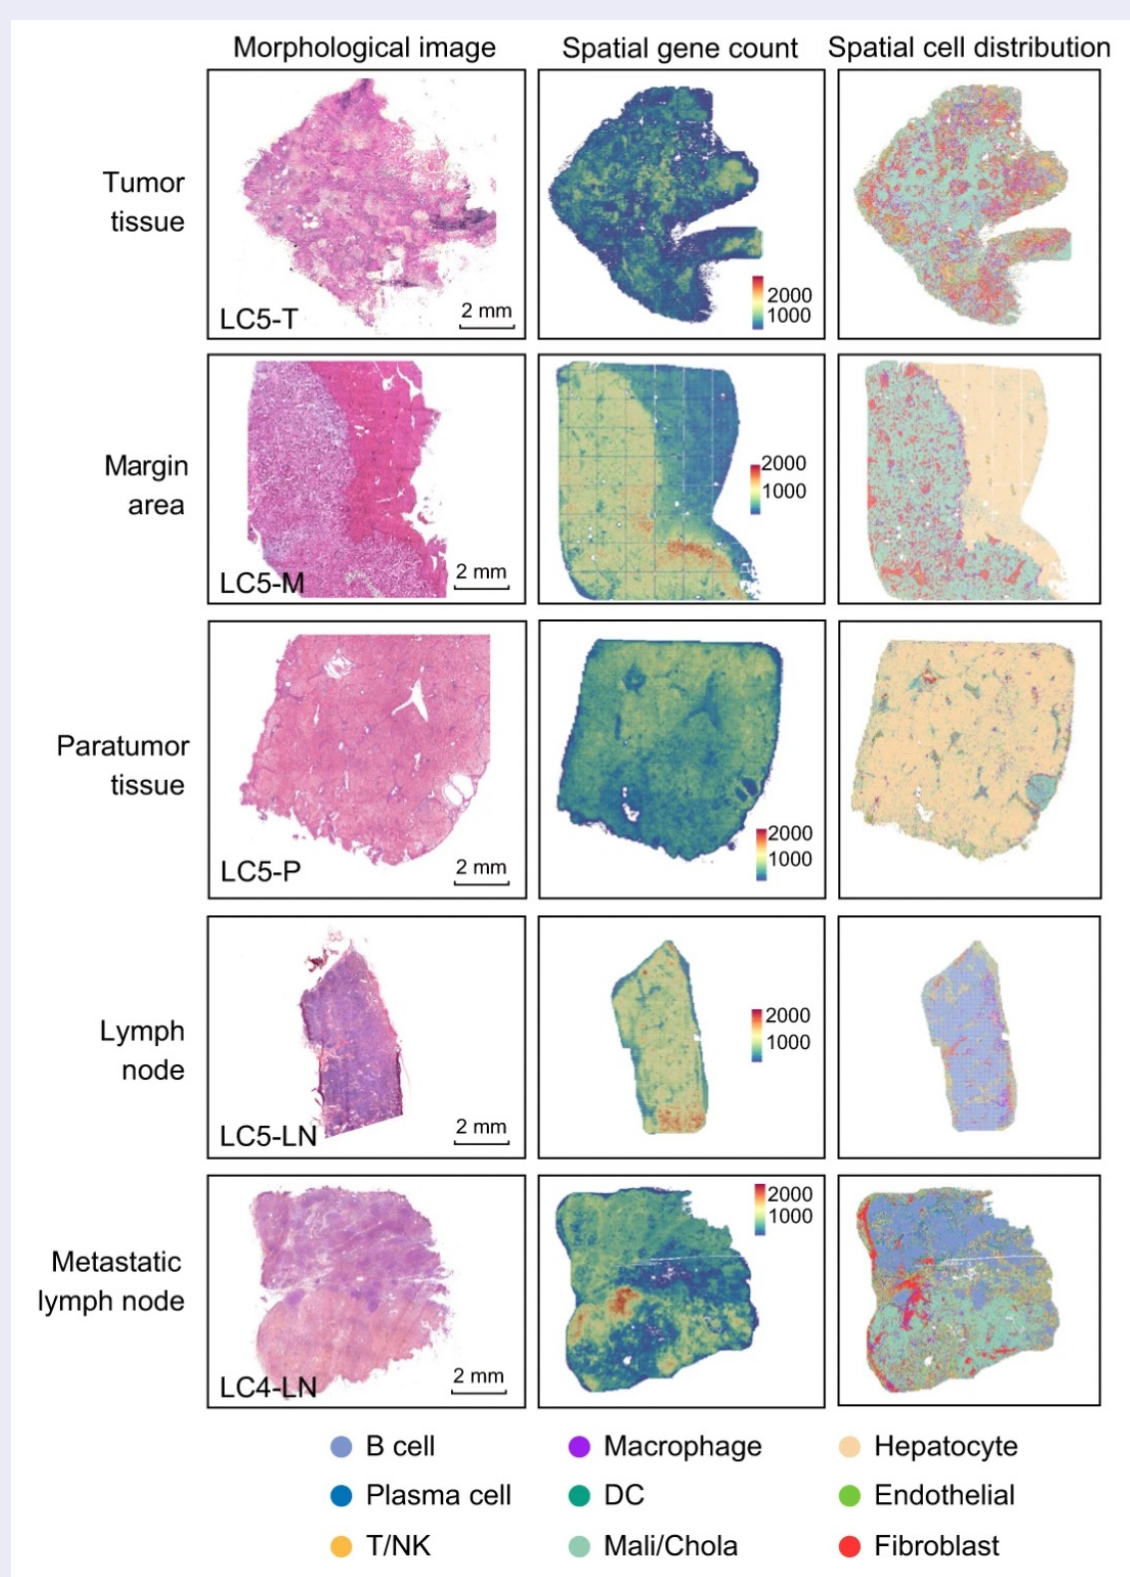 Morphological image
Spatial gene count
Spatial cell distribution
Tumor
tissue
LC5-T
2 mm
2000
1000
Margin
area
LC5-M
2 mm
2000
1000
Paratumor
tissue
LC5-P
2 mm
2000
1000
Lymph
node
LC5-LN
2 mm
2000
1000
Metastatic
lymph node
LC4-LN
2 mm
2000
1000
B cell
Macrophage
Hepatocyte
Plasma cell
DC
Endothelial
T/NK
Mali/Chola
Fibroblast